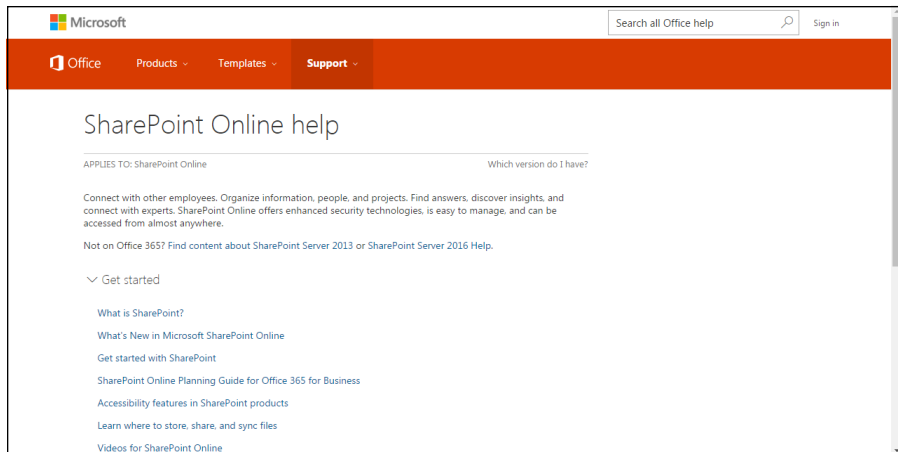 Microsoft
Search all Office help
Sign in
Office
Products
Templates
Support
SharePoint Online help
APPLIES TO: SharePoint Online
Which version do I have?
Connect with other employees. Organize information, people, and projects. Find answers, discover insights, and
connect with experts. SharePoint Online offers enhanced security technologies, is easy to manage, and can be
accessed from almost anywhere.
Not on Office 365? Find content about SharePoint Server 2013 or SharePoint Server 2016 Help.
Get started
What is SharePoint?
What's New in Microsoft SharePoint Online
Get started with SharePoint
SharePoint Online Planning Guide for Office 365 for Business
Accessibility features in SharePoint products
Learn where to store, share, and sync files
Videos for SharePoint Online